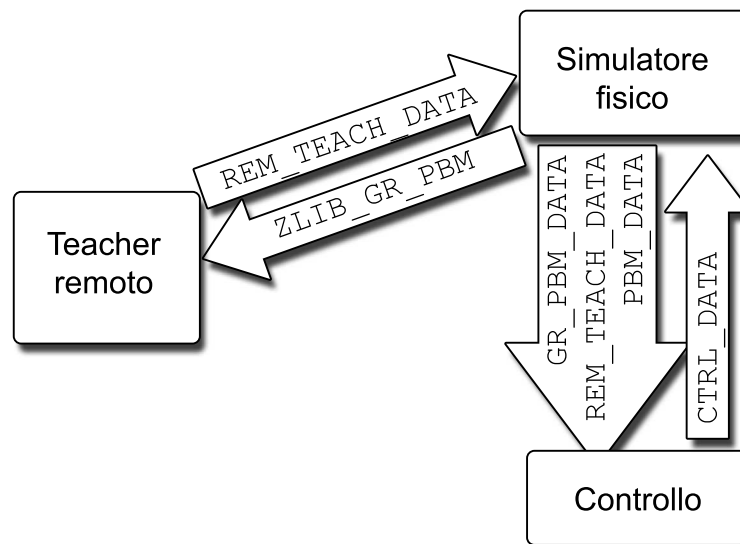 Simulatore
fisico
REM_TEACH_DATA
ZLIB_GR_PBM
Teacher
remoto
GR_PBM_DATA
REM_TEACH_DATA
PBM_DATA
CTRL_DATA
Controllo